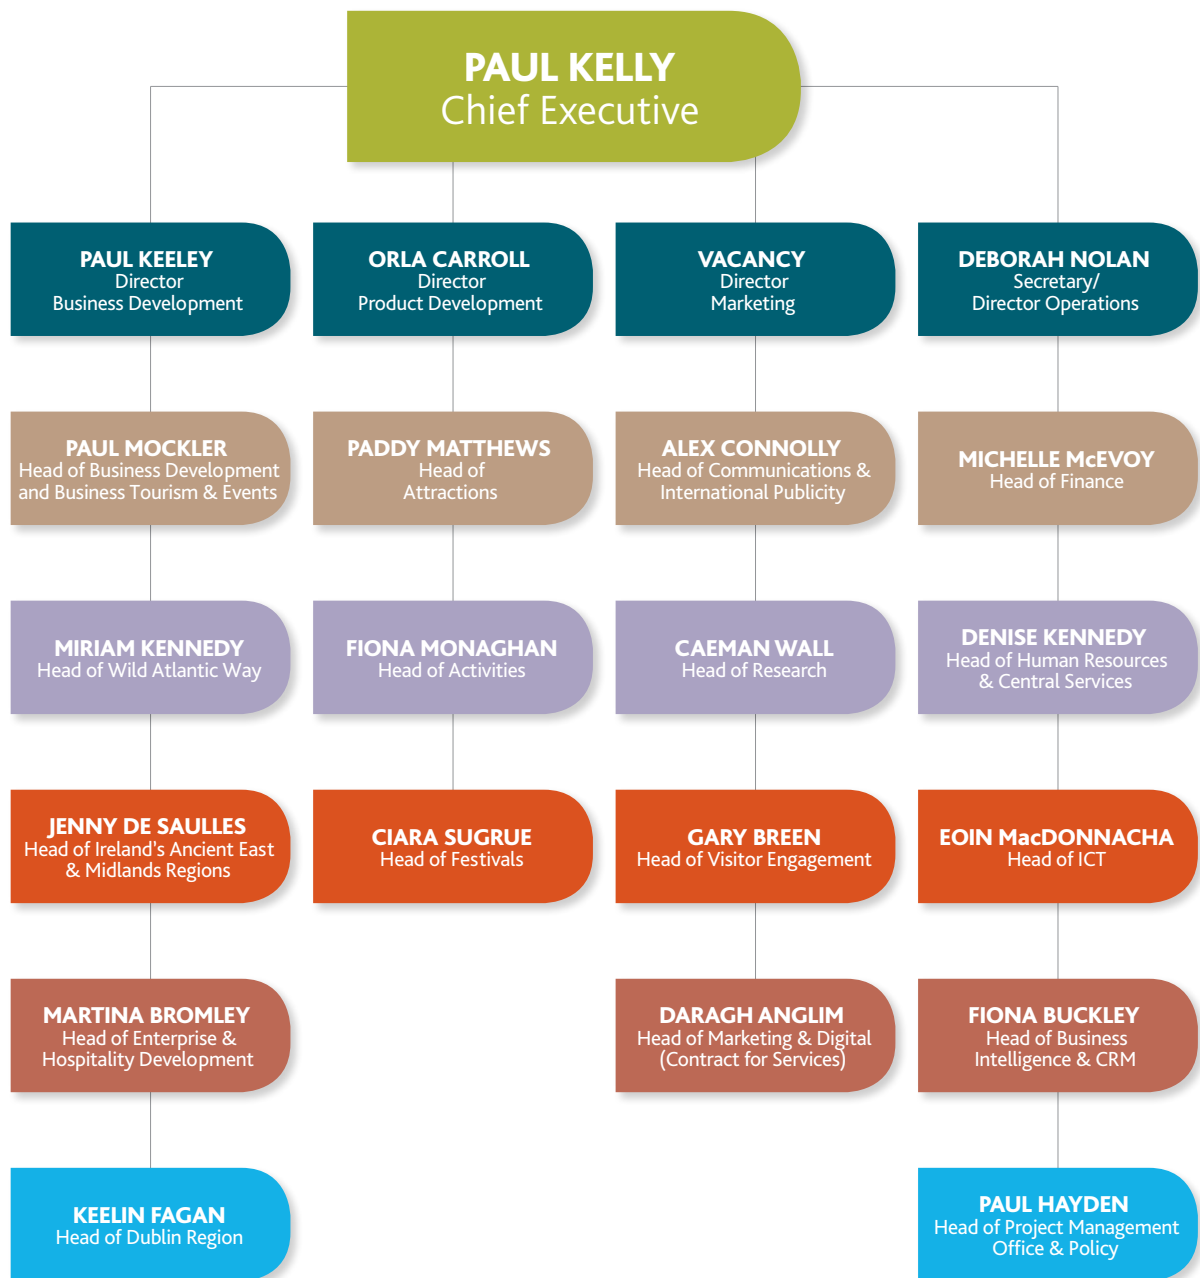 PAUL KELLY
Chief Executive
PAUL KEELEY
Director
Business Development
ORLA CARROLL
Director
Product Development
VACANCY
Director
Marketing
DEBORAH NOLAN
Secretary/
Director Operations
PAUL MOCKLER
Head of Business Development
and Business Tourism & Events
PADDY MATTHEWS
Head of
Attractions
ALEX CONNOLLY
Head of Communications &
International Publicity
MICHELLE McEVOY
Head of Finance
MIRIAM KENNEDY
Head of Wild Atlantic Way
FIONA MONAGHAN
Head of Activities
CAEMAN WALL
Head of Research
DENISE KENNEDY
Head of Human Resources
& Central Services
JENNY DE SAULLES
Head of Ireland's Ancient East
& Midlands Regions
CIARA SUGRUE
Head of Festivals
GARY BREEN
Head of Visitor Engagement
EOIN MacDONNACHA
Head of ICT
MARTINA BROMLEY
Head of Enterprise &
Hospitality Development
DARAGH ANGLIM
Head of Marketing & Digital
(Contract for Services)
FIONA BUCKLEY
Head of Business
Intelligence & CRM
KEELIN FAGAN
Head of Dublin Region
PAUL HAYDEN
Head of Project Management
Office & Policy